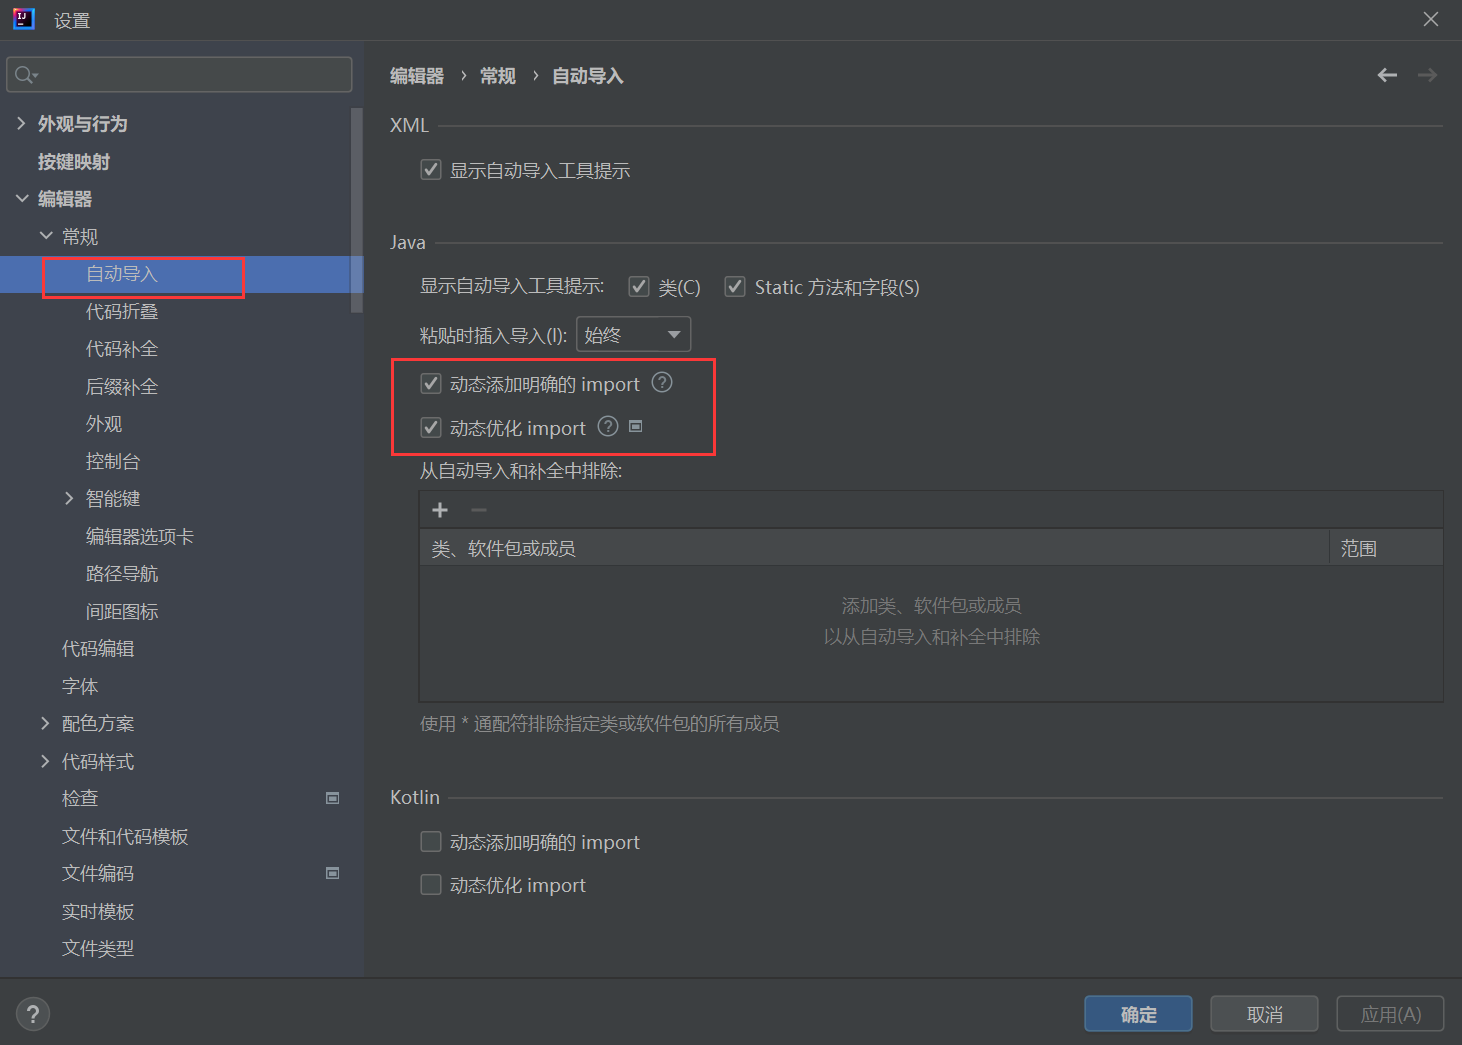 设置
外观与行为
按键映射
编辑器
常规
自动导入
代码折叠
代码补全
后缀补全
外观
控制台
智能键
编辑器选项卡
路径导航
间距图标
代码编辑
字体
配色方案
代码样式
检查
文件和代码模板
文件编码
实时模板
文件类型
编辑器 › 常规 › 自动导入
XML
显示自动导入工具提示
Java
显示自动导入工具提示: 类(C) Static 方法和字段(S)
粘贴时插入导入(I): 始终
动态添加明确的 import
动态优化 import
从自动导入和补全中排除:
类、软件包或成员 范围
添加类、软件包或成员
以从自动导入和补全中排除
使用 * 通配符排除指定类或软件包的所有成员
Kotlin
动态添加明确的 import
动态优化 import
确定 取消 应用(A)